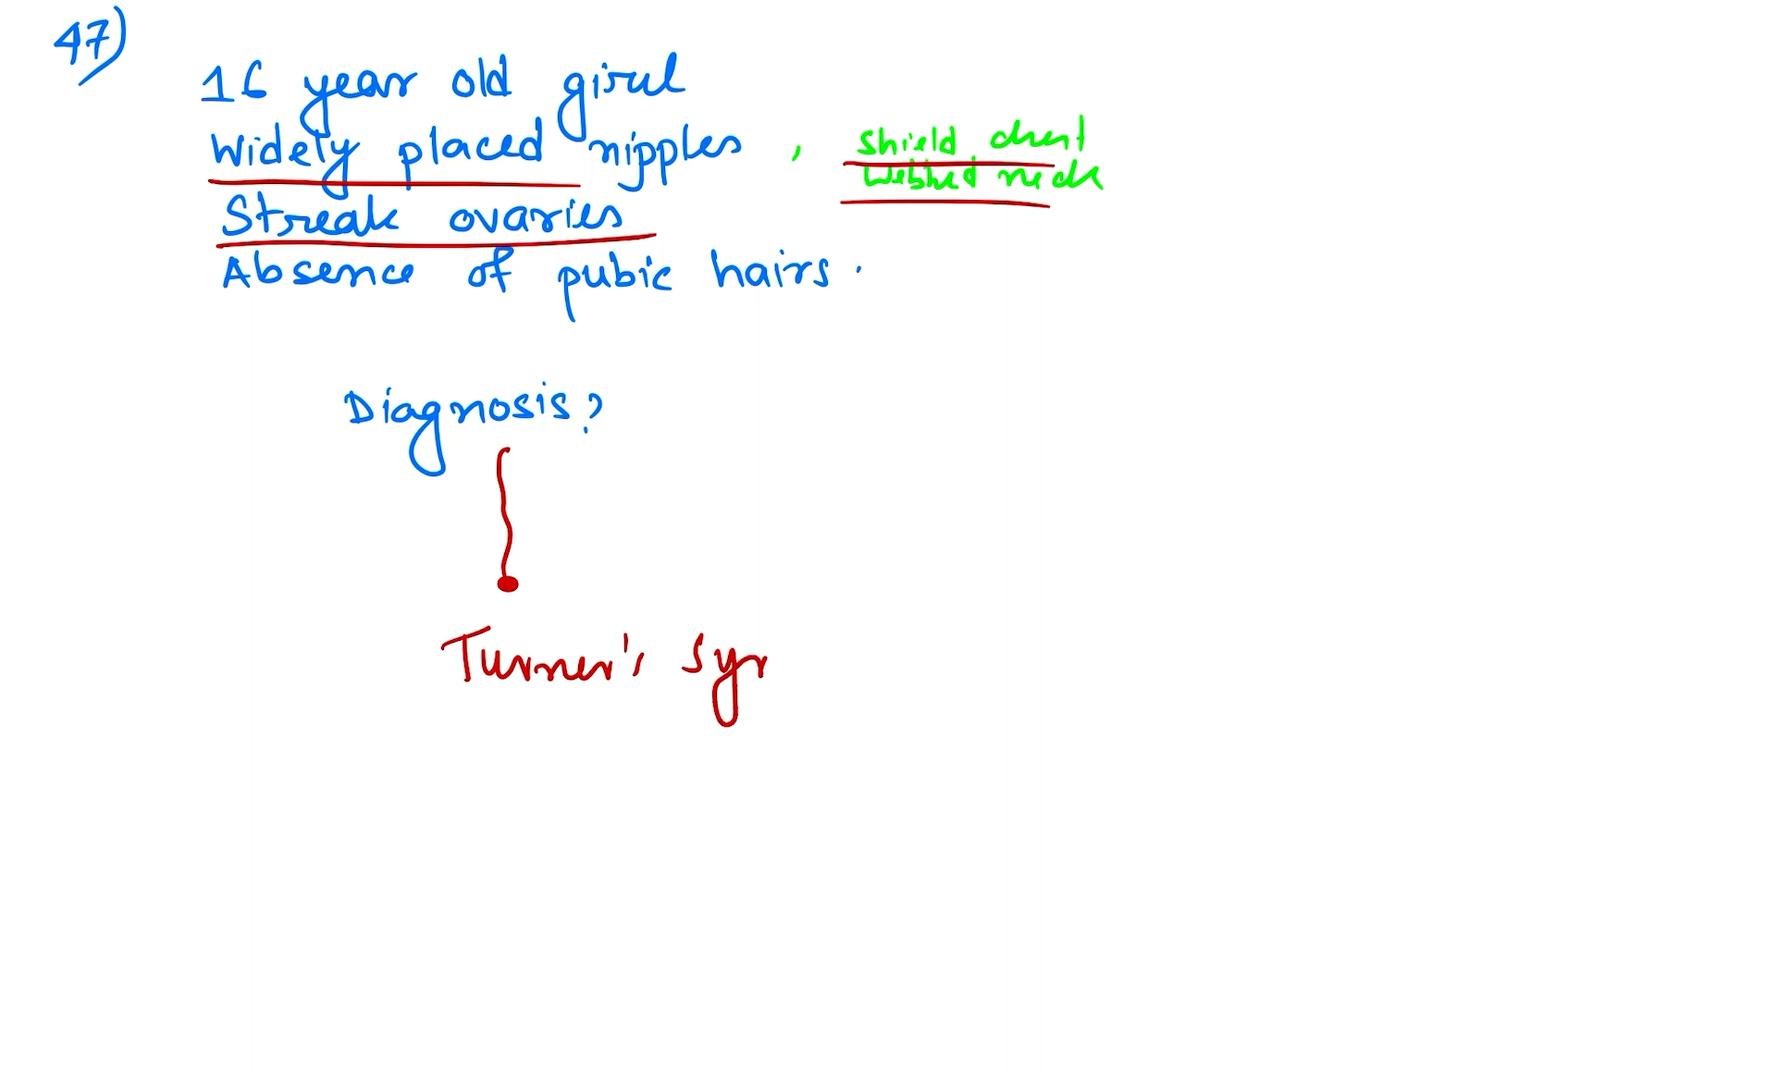 47)
16 year old girl
Widely placed nipples , shield chest
Webbed neck
Streak ovaries
Absence of pubic hairs.
Diagnosis?
Turner's Syr